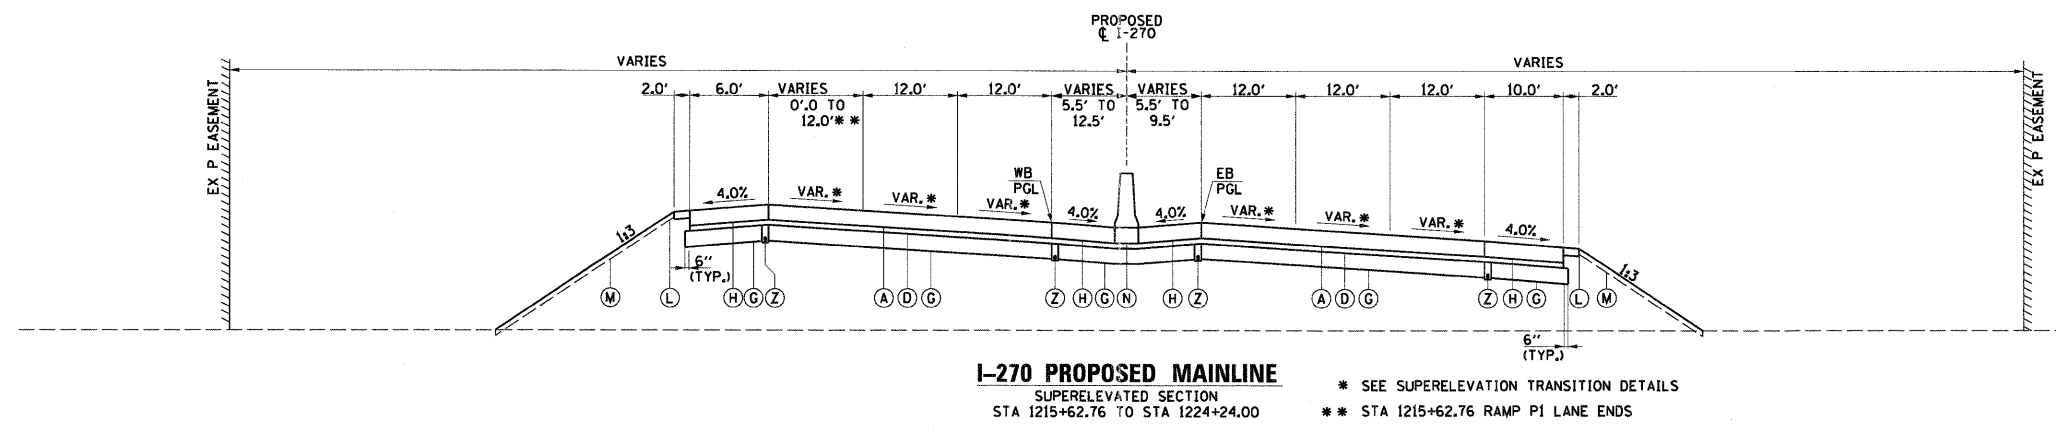 PROPOSED
℄ I-270
VARIES VARIES
2.0' 6.0' VARIES 12.0' 12.0' VARIES VARIES 12.0' 12.0' 12.0' 10.0' 2.0'
0'.0 TO 5.5' TO 5.5' TO
12.0'** 12.5' 9.5'
EX P EASEMENT
EX P EASEMENT
WB EB
PGL PGL
4.0% VAR.* VAR.* VAR.* 4.0% 4.0% VAR.* VAR.* VAR.* 4.0%
1:3 1:3
6"
(TYP.)
M L H G Z A D G Z H G N H Z A D G Z H G L M
6"
(TYP.)
I-270 PROPOSED MAINLINE
SUPERELEVATED SECTION
STA 1215+62.76 TO STA 1224+24.00
* SEE SUPERELEVATION TRANSITION DETAILS
** STA 1215+62.76 RAMP P1 LANE ENDS